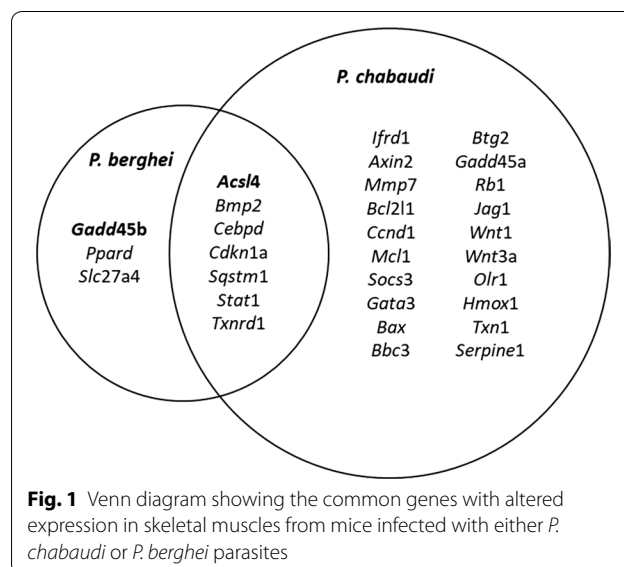 P. chabaudi
P. berghei
Gadd45b
Ppard
Slc27a4
Acsl4
Bmp2
Cebpd
Cdkn1a
Sqstm1
Stat1
Txnrd1
Ifrd1
Axin2
Mmp7
Bcl2l1
Ccnd1
Mcl1
Socs3
Gata3
Bax
Bbc3
Btg2
Gadd45a
Rb1
Jag1
Wnt1
Wnt3a
Olr1
Hmox1
Txn1
Serpine1
Fig. 1 Venn diagram showing the common genes with altered
expression in skeletal muscles from mice infected with either P.
chabaudi or P. berghei parasites